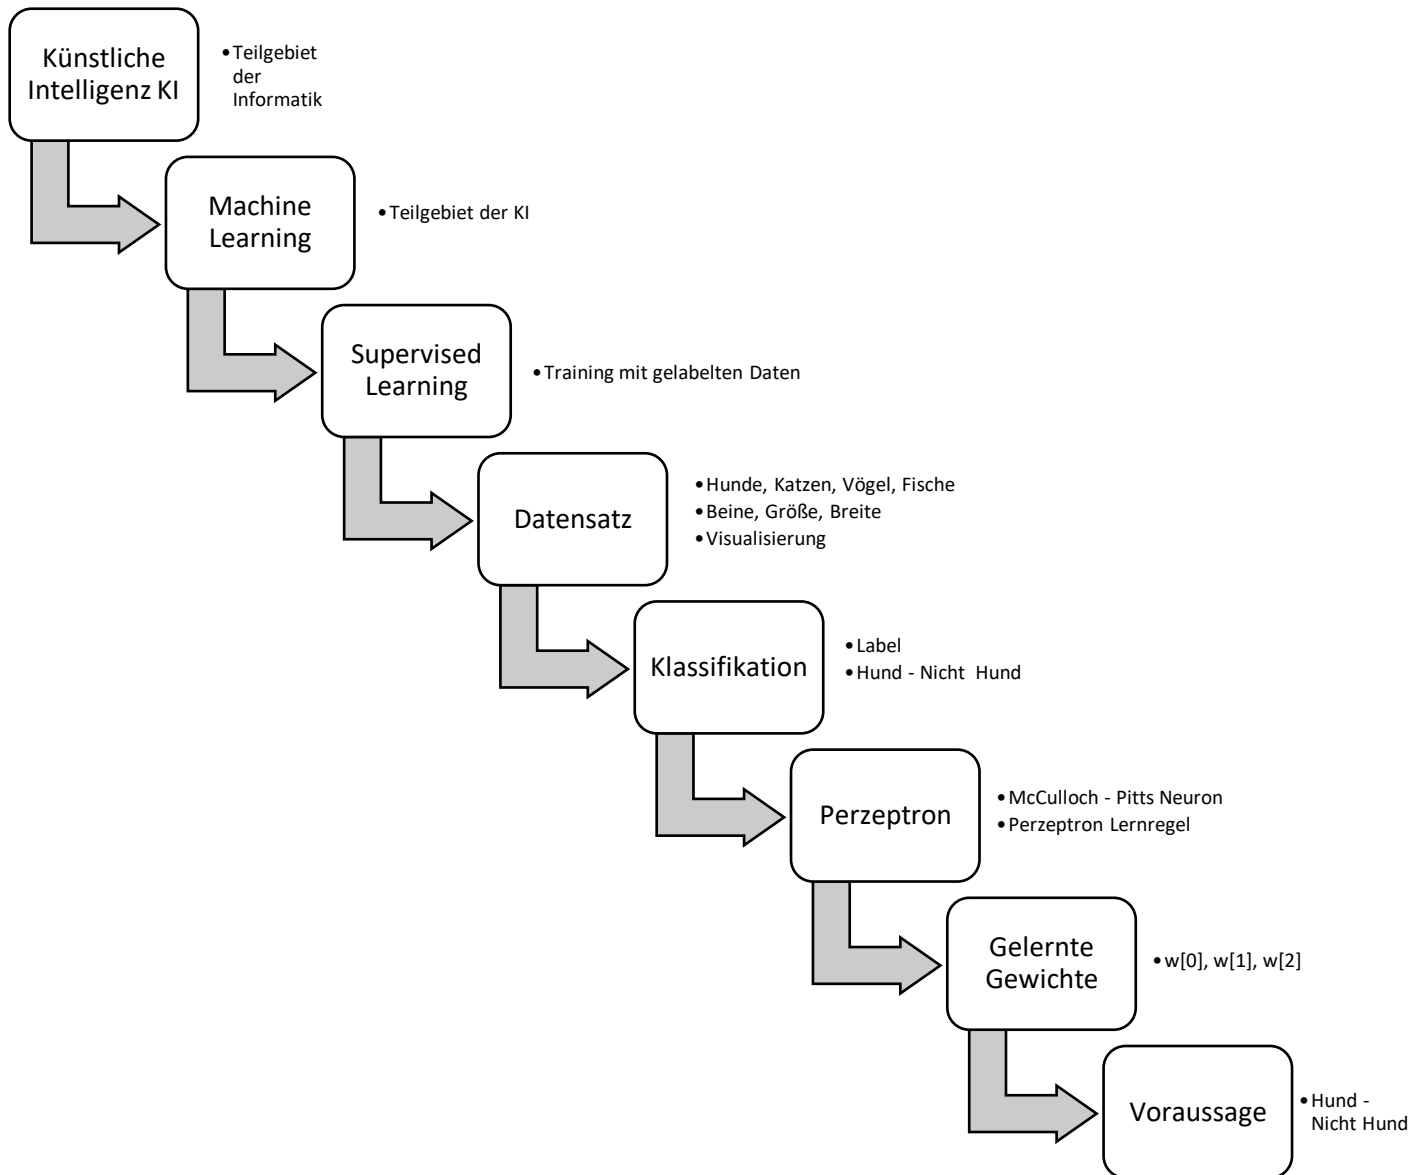 Künstliche
Intelligenz KI
•Teilgebiet
der
Informatik
Machine
Learning
•Teilgebiet der KI
Supervised
Learning
•Training mit gelabelten Daten
Datensatz
•Hunde, Katzen, Vögel, Fische
•Beine, Größe, Breite
•Visualisierung
Klassifikation
•Label
•Hund - Nicht Hund
Perzeptron
•McCulloch - Pitts Neuron
•Perzeptron Lernregel
Gelernte
Gewichte
•w[0], w[1], w[2]
Voraussage
•Hund -
Nicht Hund